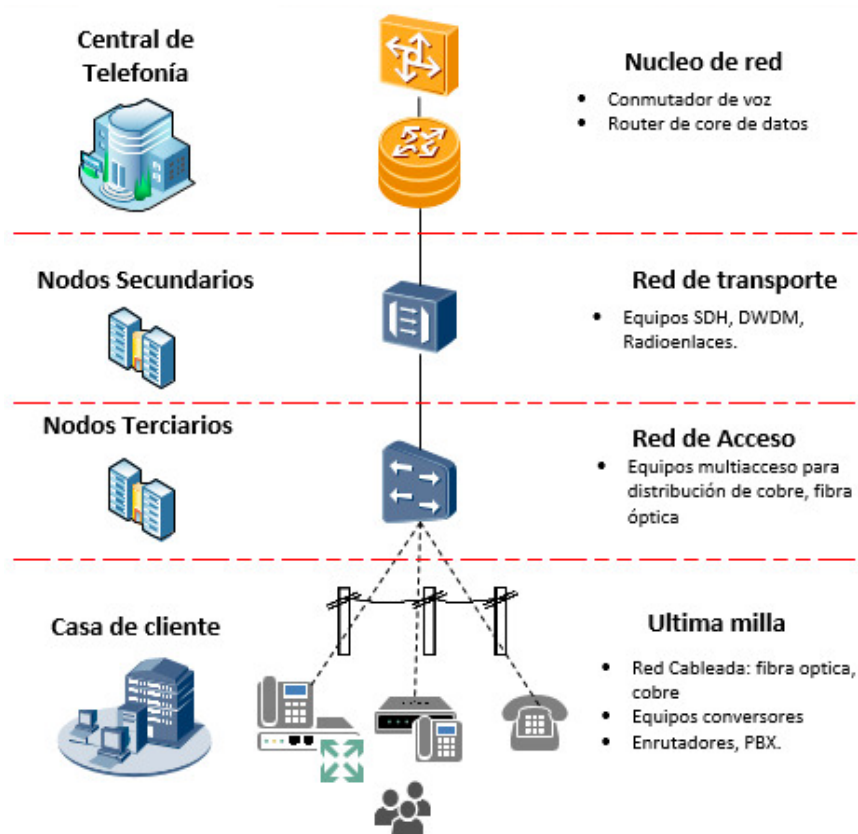 Central de
Telefonía
Nucleo de red
• Conmutador de voz
• Router de core de datos
Nodos Secundarios
Red de transporte
• Equipos SDH, DWDM,
Radioenlaces.
Nodos Terciarios
Red de Acceso
• Equipos multiacceso para
distribución de cobre, fibra
óptica
Casa de cliente
Ultima milla
• Red Cableada: fibra optica,
cobre
• Equipos conversores
• Enrutadores, PBX.